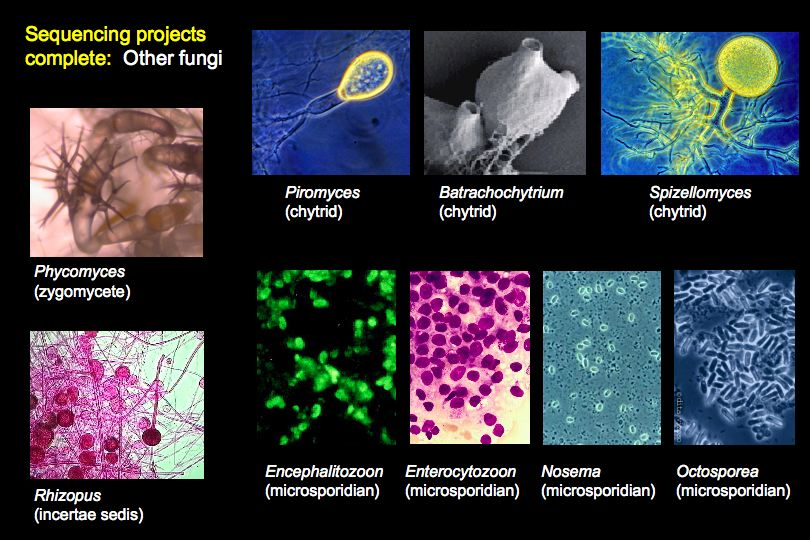 Sequencing projects
complete: Other fungi
Piromyces
(chytrid)
Batrachochytrium
(chytrid)
Spizellomyces
(chytrid)
Phycomyces
(zygomycete)
Rhizopus
(incertae sedis)
Encephalitozoon
(microsporidian)
Enterocytozoon
(microsporidian)
Nosema
(microsporidian)
Octosporea
(microsporidian)